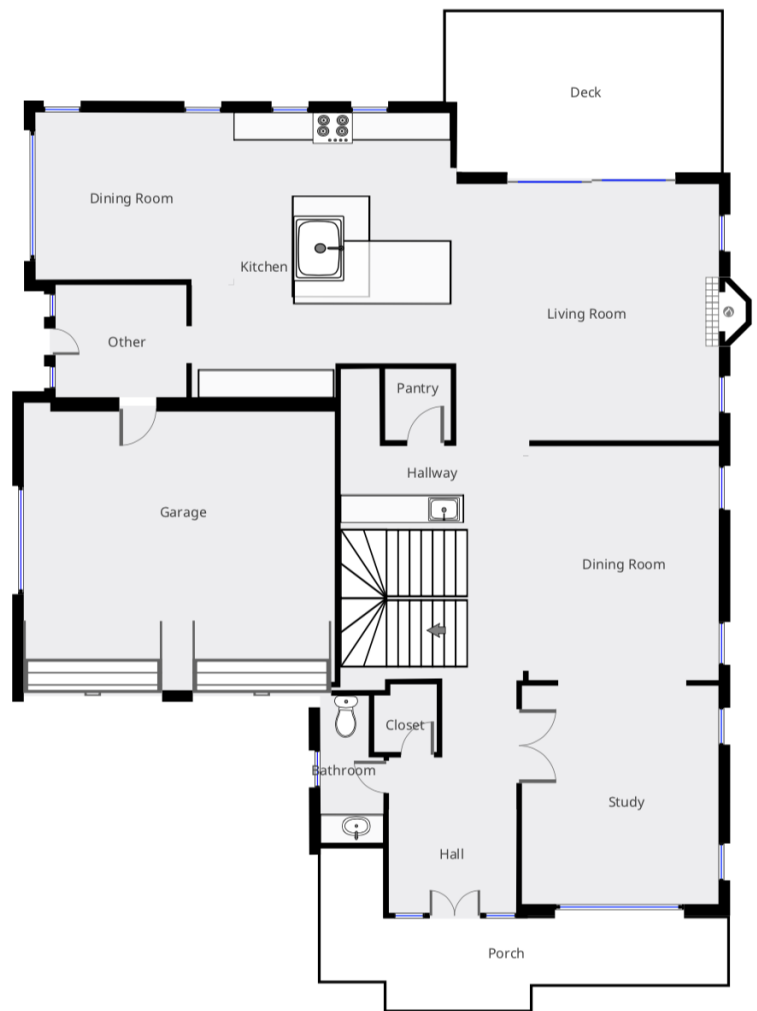 Deck
Dining Room
Kitchen
Living Room
Other
Pantry
Hallway
Garage
Dining Room
Closet
Bathroom
Study
Hall
Porch